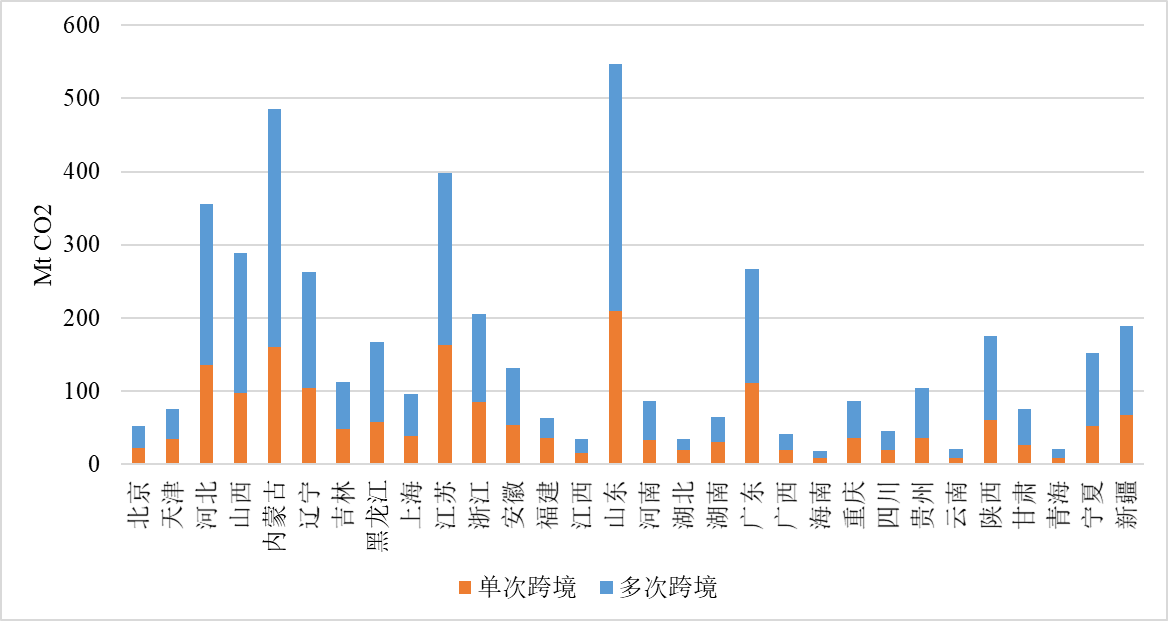 600
500
400
300
200
100
0
Mt CO2
北京
天津
河北
山西
内蒙古
辽宁
吉林
黑龙江
上海
江苏
浙江
安徽
福建
江西
山东
河南
湖北
湖南
广东
广西
海南
重庆
四川
贵州
云南
陕西
甘肃
青海
宁夏
新疆
单次跨境 多次跨境